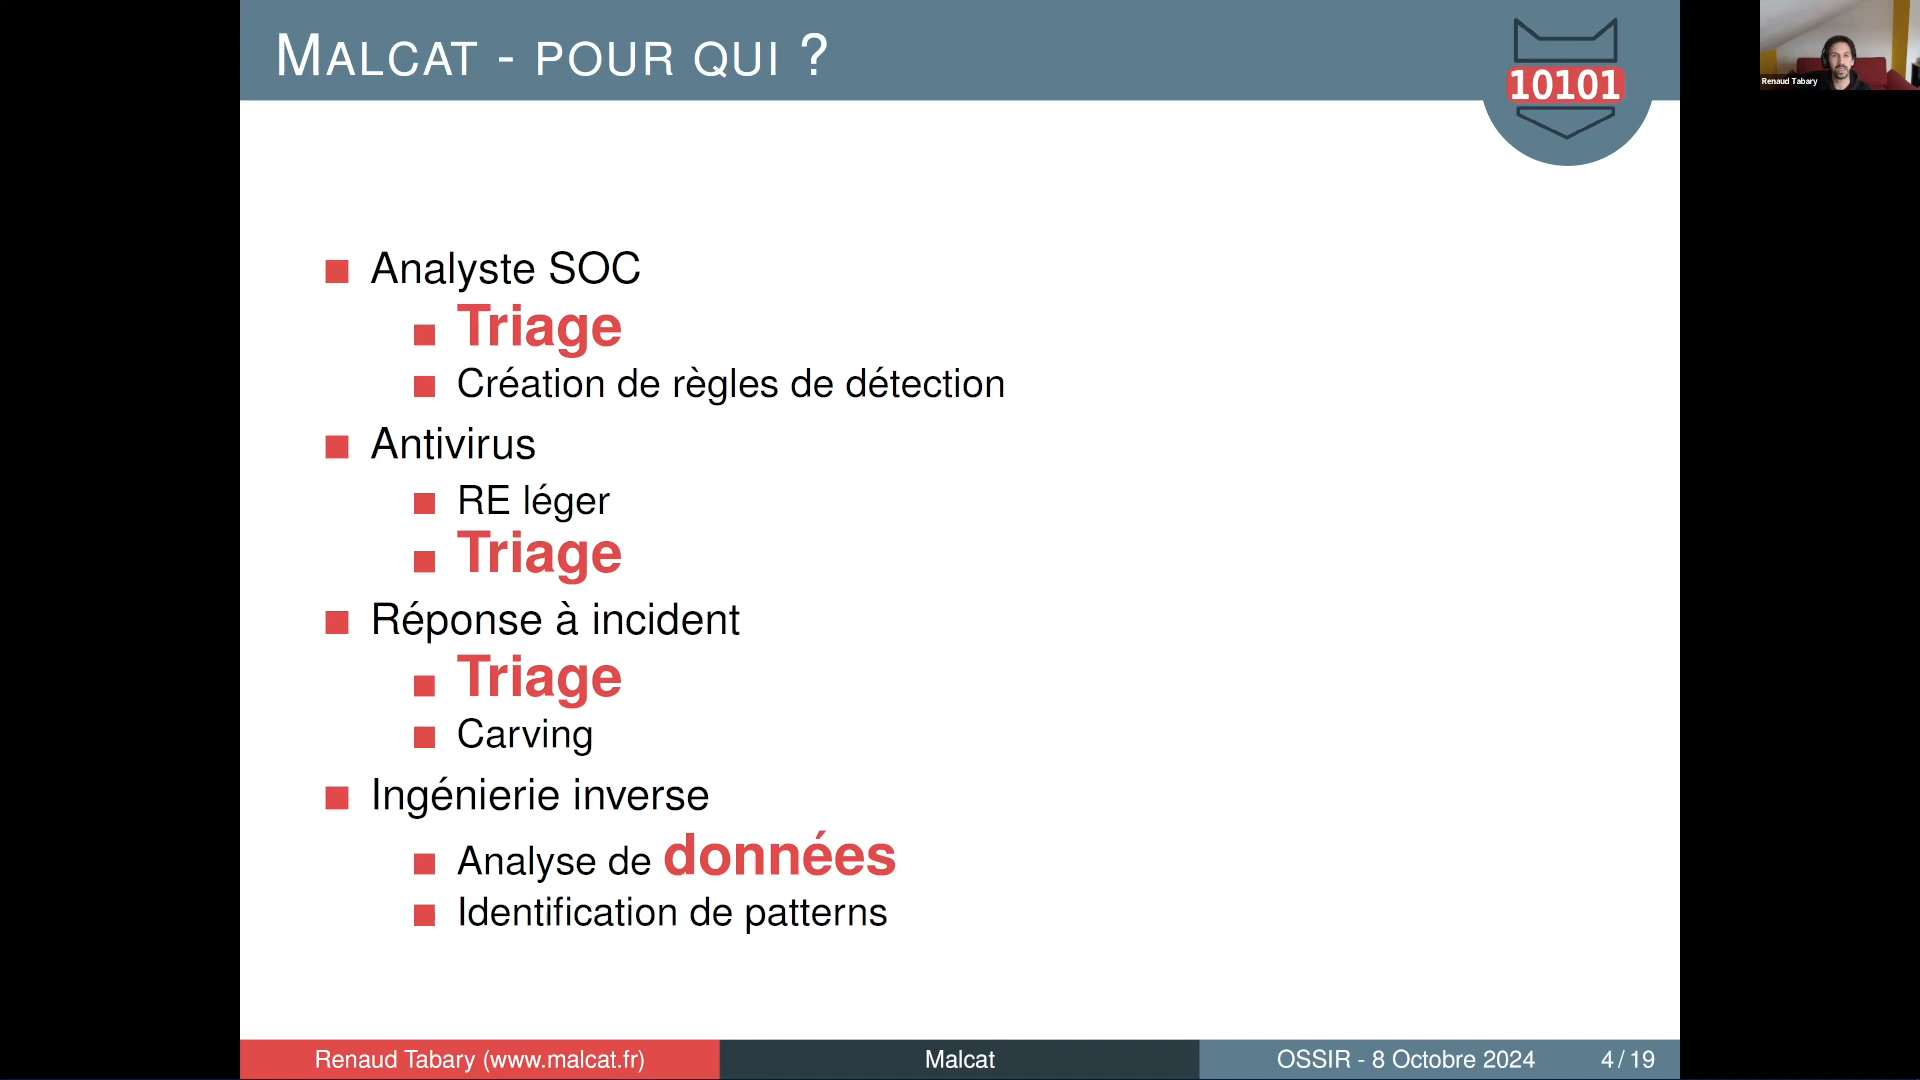 MALCAT - POUR QUI ?
10101
Renaud Tabary
Analyste SOC
Triage
Création de règles de détection
Antivirus
RE léger
Triage
Réponse à incident
Triage
Carving
Ingénierie inverse
Analyse de données
Identification de patterns
Renaud Tabary (www.malcat.fr) Malcat OSSIR - 8 Octobre 2024 4 / 19